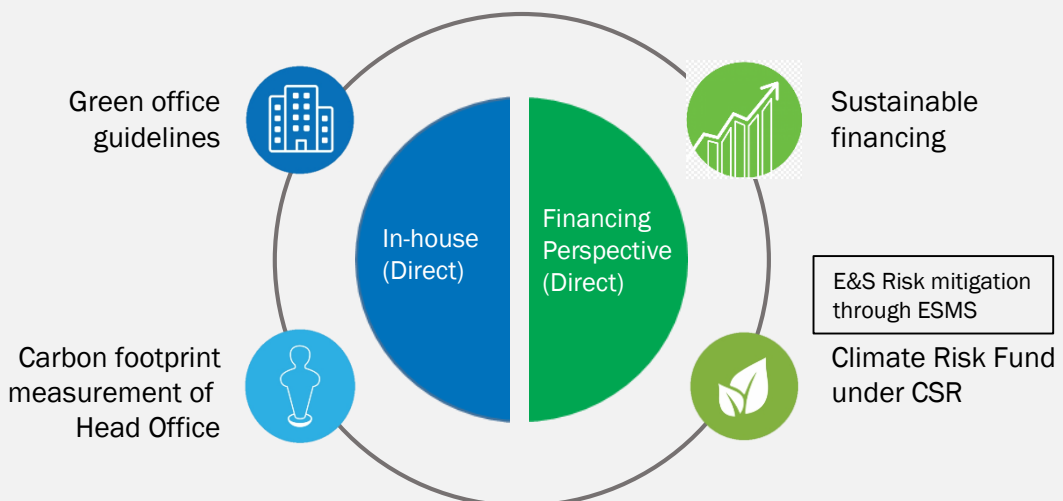 Green office
guidelines
Carbon footprint
measurement of
Head Office
In-house
(Direct)
Financing
Perspective
(Direct)
Sustainable
financing
E&S Risk mitigation
through ESMS
Climate Risk Fund
under CSR